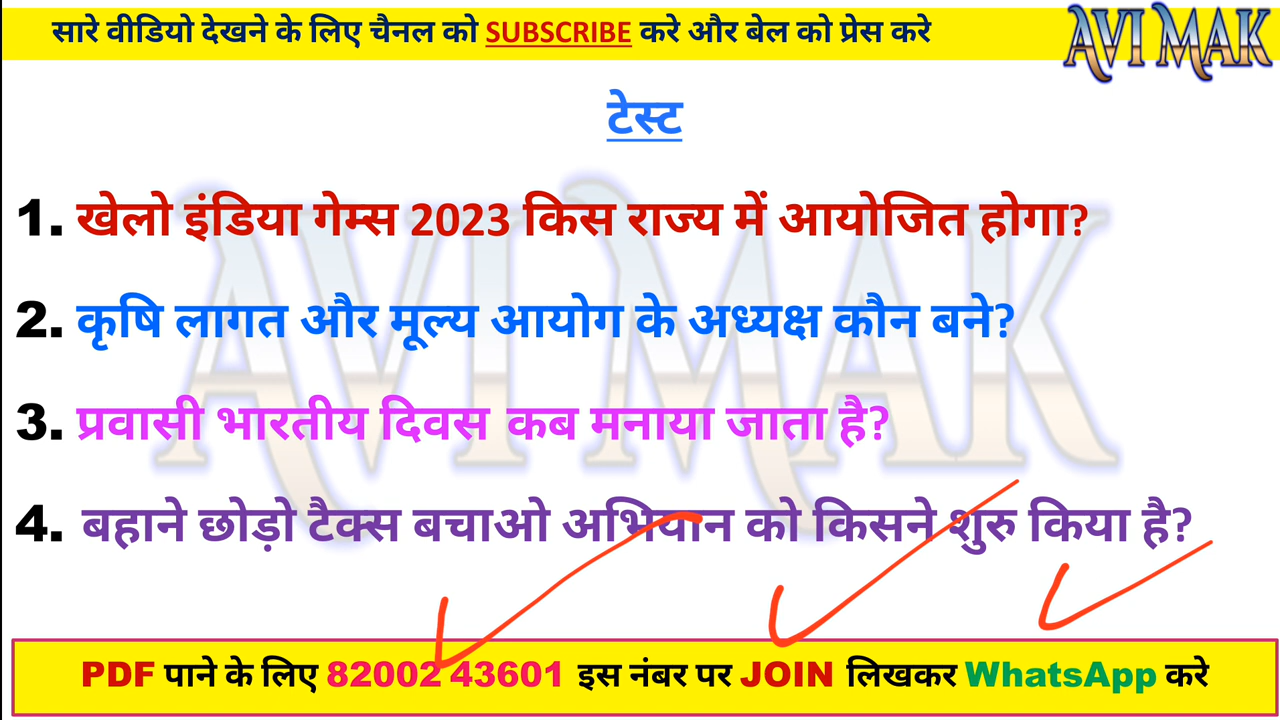 सारे वीडियो देखने के लिए चैनल को SUBSCRIBE करे और बेल को प्रेस करे
AVI MAK
टेस्ट
1. खेलो इंडिया गेम्स 2023 किस राज्य में आयोजित होगा?
2. कृषि लागत और मूल्य आयोग के अध्यक्ष कौन बने?
3. प्रवासी भारतीय दिवस कब मनाया जाता है?
4. बहाने छोड़ो टैक्स बचाओ अभियान को किसने शुरु किया है?
AVI MAK
PDF पाने के लिए 82002 43601 इस नंबर पर JOIN लिखकर WhatsApp करे